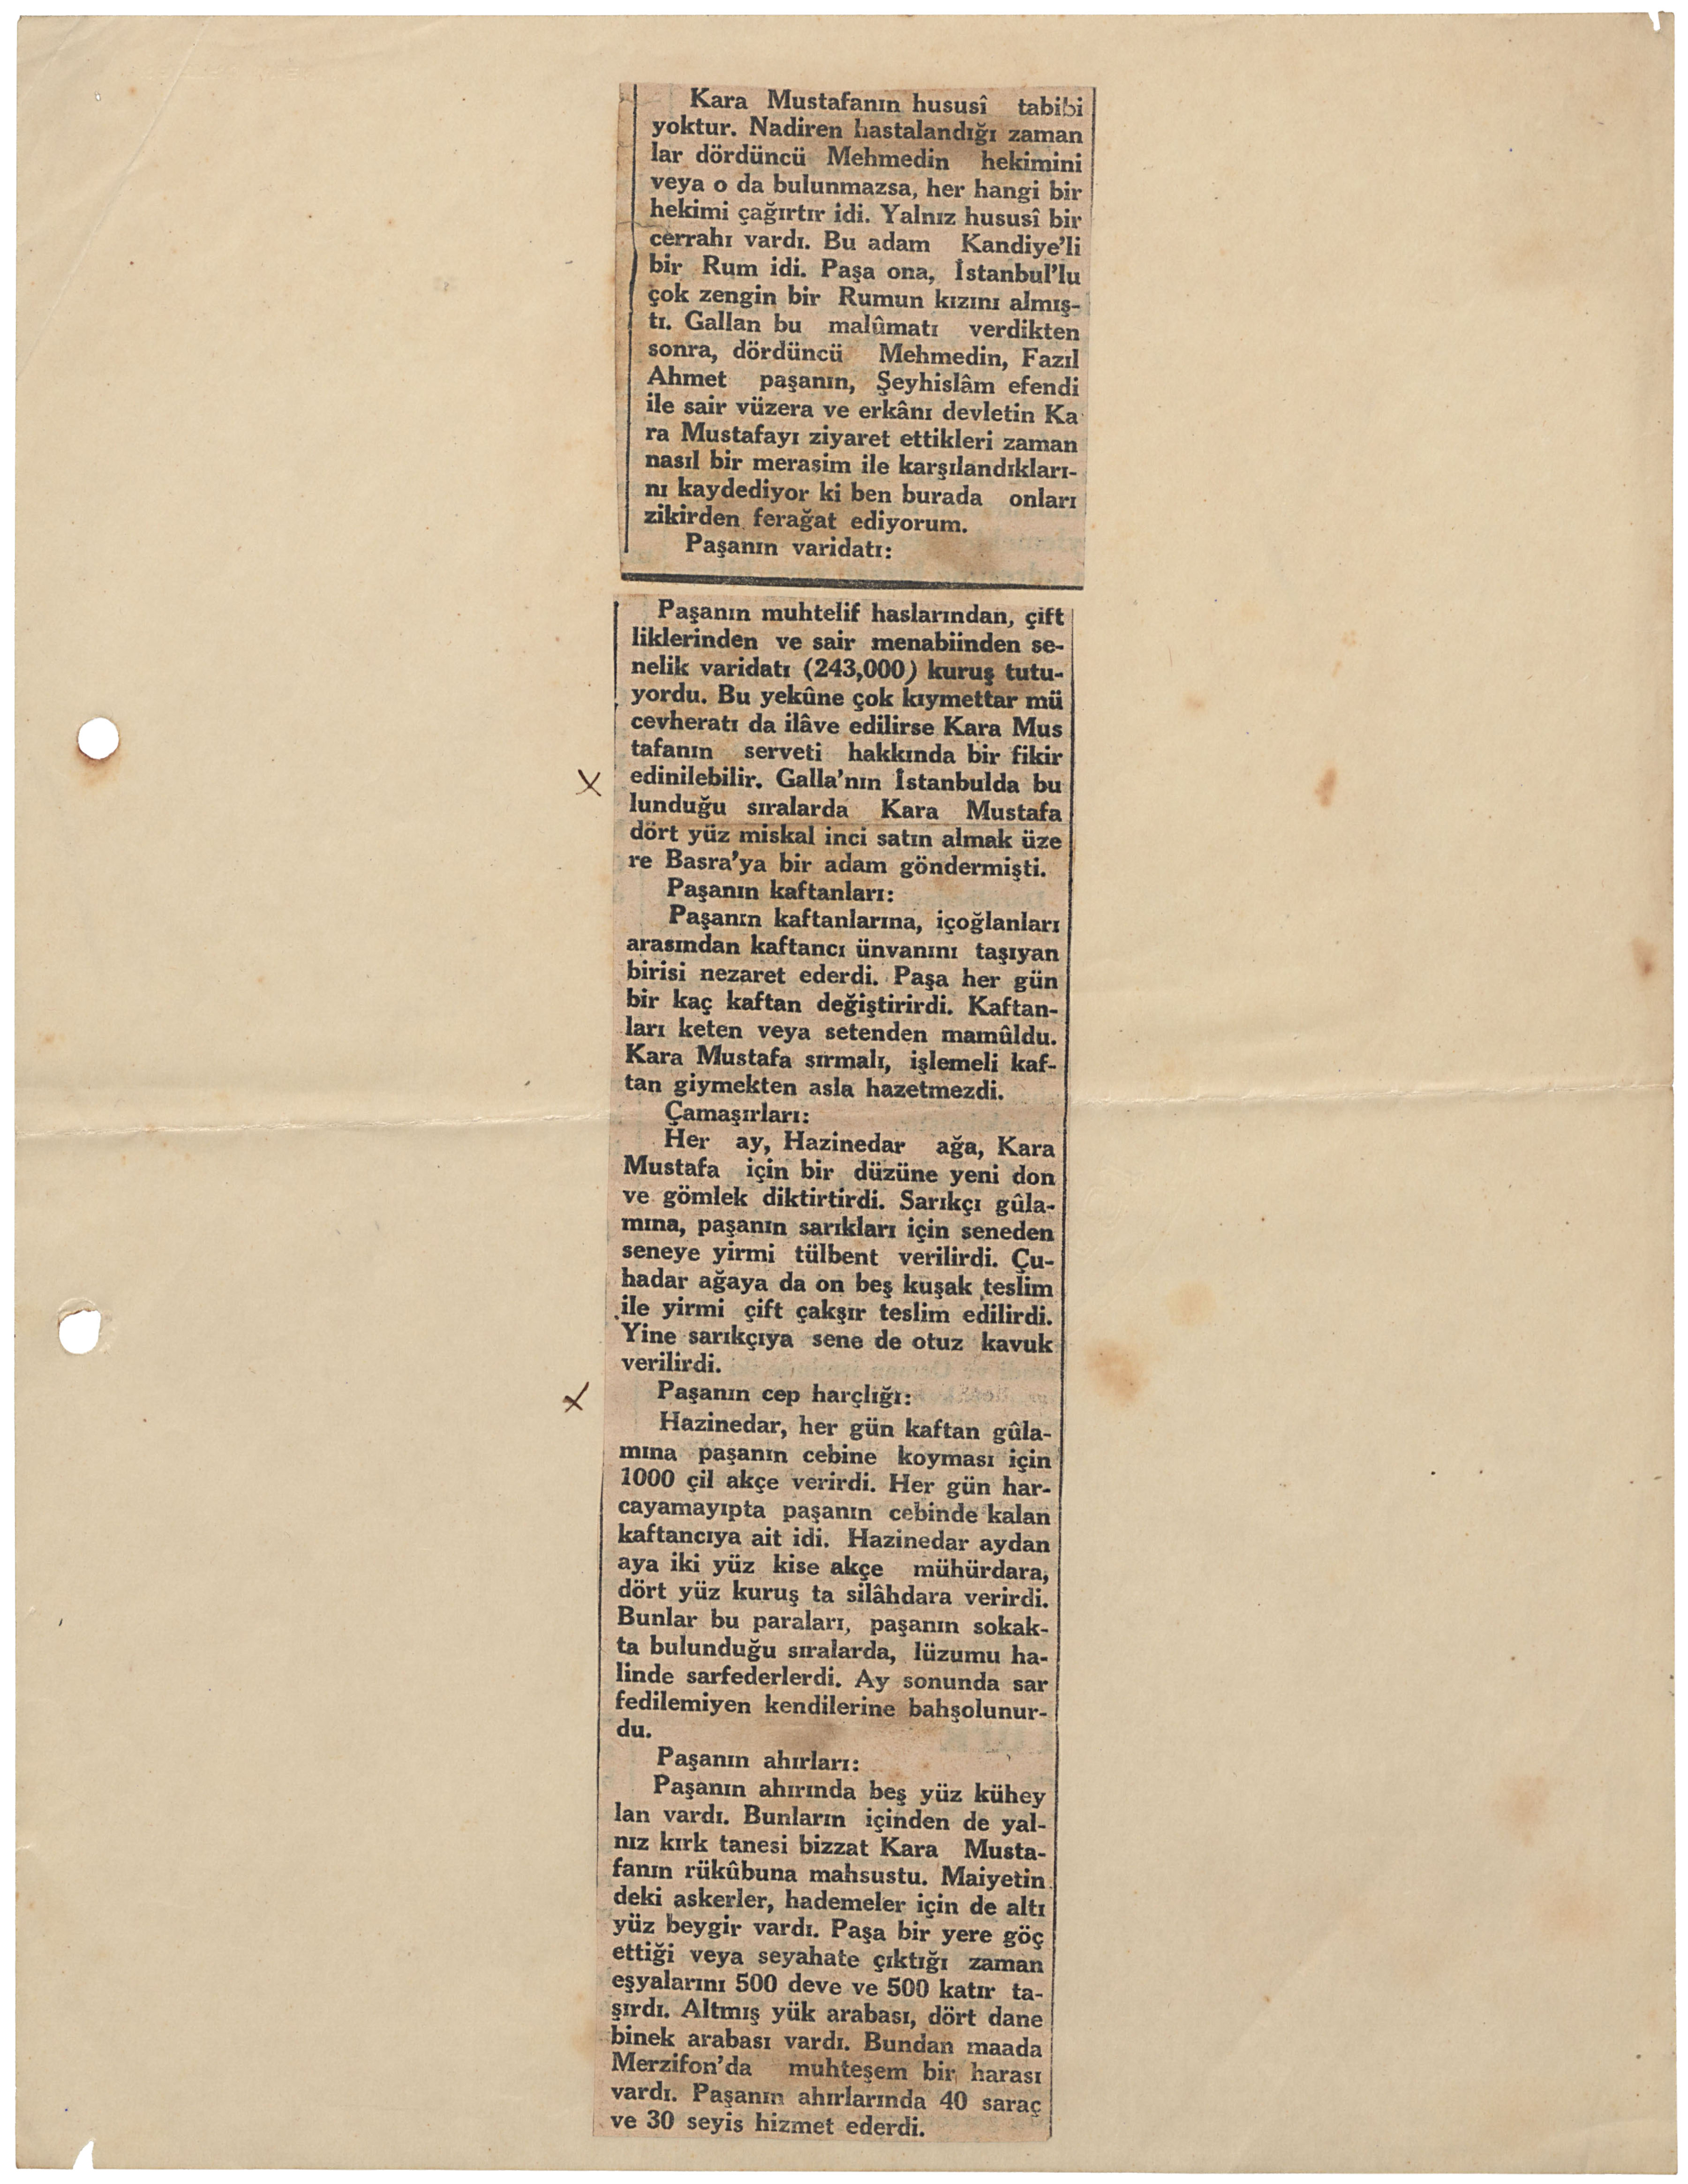 Kara Mustafanın hususî tabibi
yoktur. Nadiren hastalandığı zaman
lar dördüncü Mehmedin hekimini
veya o da bulunmazsa, her hangi bir
hekimi çağırtır idi. Yalnız hususî bir
cerrahı vardı. Bu adam Kandiye'li
bir Rum idi. Paşa ona, İstanbul'lu
çok zengin bir Rumun kızını almış-
tı. Gallan bu malûmatı verdikten
sonra, dördüncü Mehmedin, Fazıl
Ahmet paşanın, Şeyhislâm efendi
ile sair vüzera ve erkânı devletin Ka
ra Mustafayı ziyaret ettikleri zaman
nasıl bir merasim ile karşılandıkları-
nı kaydediyor ki ben burada onları
zikirden ferağat ediyorum.
Paşanın varidatı:
Paşanın muhtelif haslarından, çift
liklerinden ve sair menabiinden se-
nelik varidatı (243,000) kuruş tutu-
yordu. Bu yekûne çok kıymettar mü
cevheratı da ilâve edilirse Kara Mus
tafanın serveti hakkında bir fikir
edinilebilir. Galla'nın İstanbulda bu
lunduğu sıralarda Kara Mustafa
dört yüz miskal inci satın almak üze
re Basra'ya bir adam göndermişti.
Paşanın kaftanları:
Paşanın kaftanlarına, içoğlanları
arasından kaftancı ünvanını taşıyan
birisi nezaret ederdi. Paşa her gün
bir kaç kaftan değiştirirdi. Kaftan-
ları keten veya setenden mamûldu.
Kara Mustafa sırmalı, işlemeli kaf-
tan giymekten asla hazetmezdi.
Çamaşırları:
Her ay, Hazinedar ağa, Kara
Mustafa için bir düzüne yeni don
ve gömlek diktirtirdi. Sarıkçı gûla-
mına, paşanın sarıkları için seneden
seneye yirmi tülbent verilirdi. Çu-
hadar ağaya da on beş kuşak teslim
ile yirmi çift çakşır teslim edilirdi.
Yine sarıkçıya sene de otuz kavuk
verilirdi.
Paşanın cep harçlığı:
Hazinedar, her gün kaftan gûla-
mına paşanın cebine koyması için
1000 çil akçe verirdi. Her gün har-
cayamayıpta paşanın cebinde kalan
kaftancıya ait idi. Hazinedar aydan
aya iki yüz kise akçe mühürdara,
dört yüz kuruş ta silâhdara verirdi.
Bunlar bu paraları, paşanın sokak-
ta bulunduğu sıralarda, lüzumu ha-
linde sarfederlerdi. Ay sonunda sar
fedilemiyen kendilerine bahşolunur-
du.
Paşanın ahırları:
Paşanın ahırında beş yüz kühey
lan vardı. Bunların içinden de yal-
nız kırk tanesi bizzat Kara Musta-
fanın rükûbuna mahsustu. Maiyetin
deki askerler, hademeler için de altı
yüz beygir vardı. Paşa bir yere göç
ettiği veya seyahate çıktığı zaman
eşyalarını 500 deve ve 500 katır ta-
şırdı. Altmış yük arabası, dört dane
binek arabası vardı. Bundan maada
Merzifon'da muhteşem bir harası
vardı. Paşanın ahırlarında 40 saraç
ve 30 seyis hizmet ederdi.